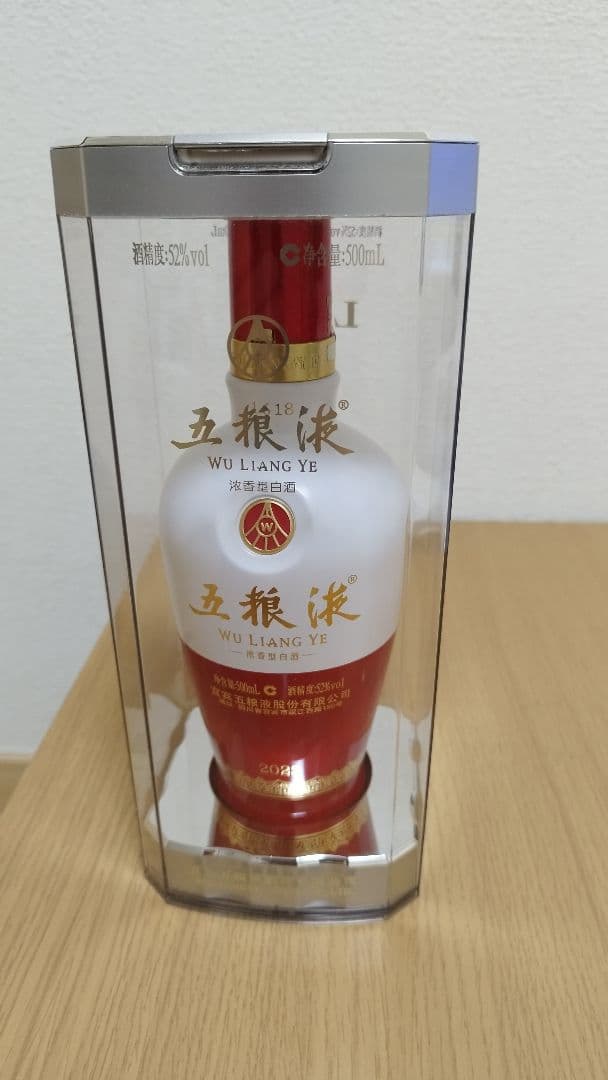 酒精度:52%vol
净含量:500mL
18
五粮液®
WU LIANG YE
浓香型白酒
W
五粮液®
WU LIANG YE
浓香型白酒
净含量:500mL 酒精度:52%vol
宜宾五粮液股份有限公司
202